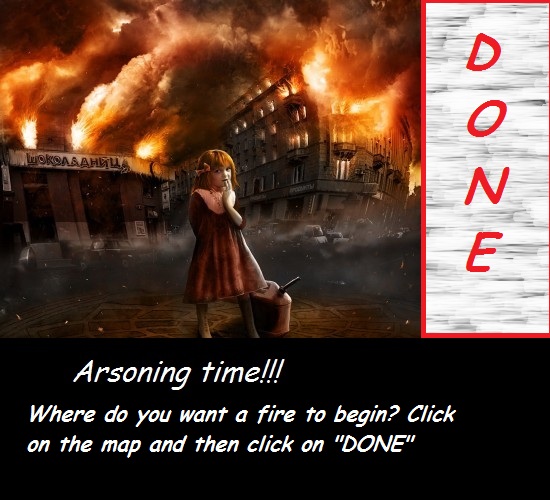 ШОКОЛАДНИЦА
D
O
N
E
Arsoning time!!!
Where do you want a fire to begin? Click
on the map and then click on "DONE"